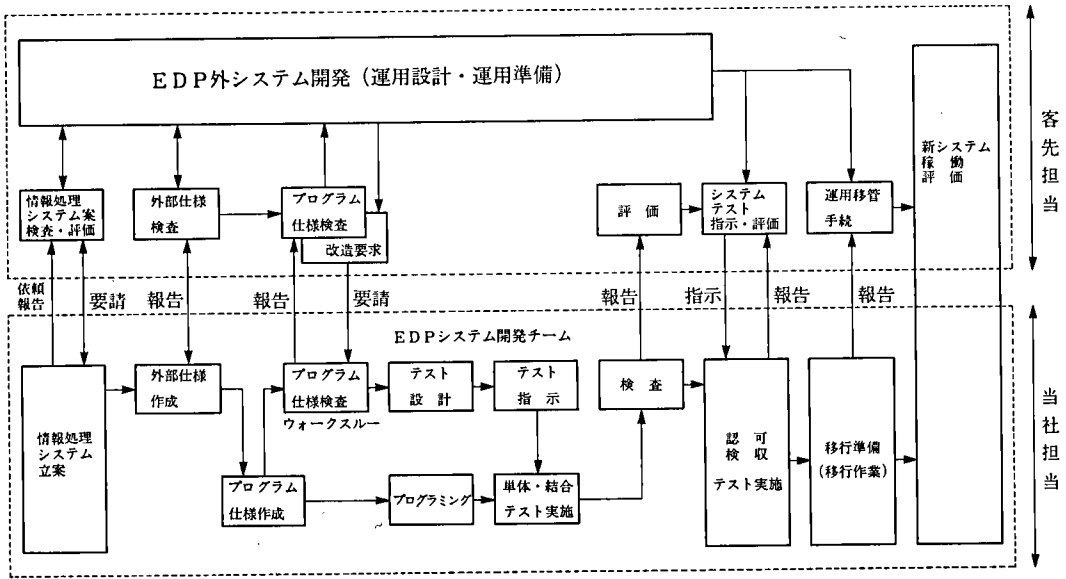 EDP外システム開発（運用設計・運用準備）
情報処理
システム案
検査・評価
外部仕様
検査
プログラム
仕様検査
改造要求
評価
システム
テスト
指示・評価
運用移管
手続
新システム
稼働
評価
客先担当
依頼
報告
要請
報告
報告
要請
報告
指示
報告
報告
EDPシステム開発チーム
情報処理
システム
立案
外部仕様
作成
プログラム
仕様検査
ウォークスルー
テスト
設計
テスト
指示
検査
認可
検収
テスト実施
移行準備
(移行作業)
プログラム
仕様作成
プログラミング
単体・結合
テスト実施
当社担当